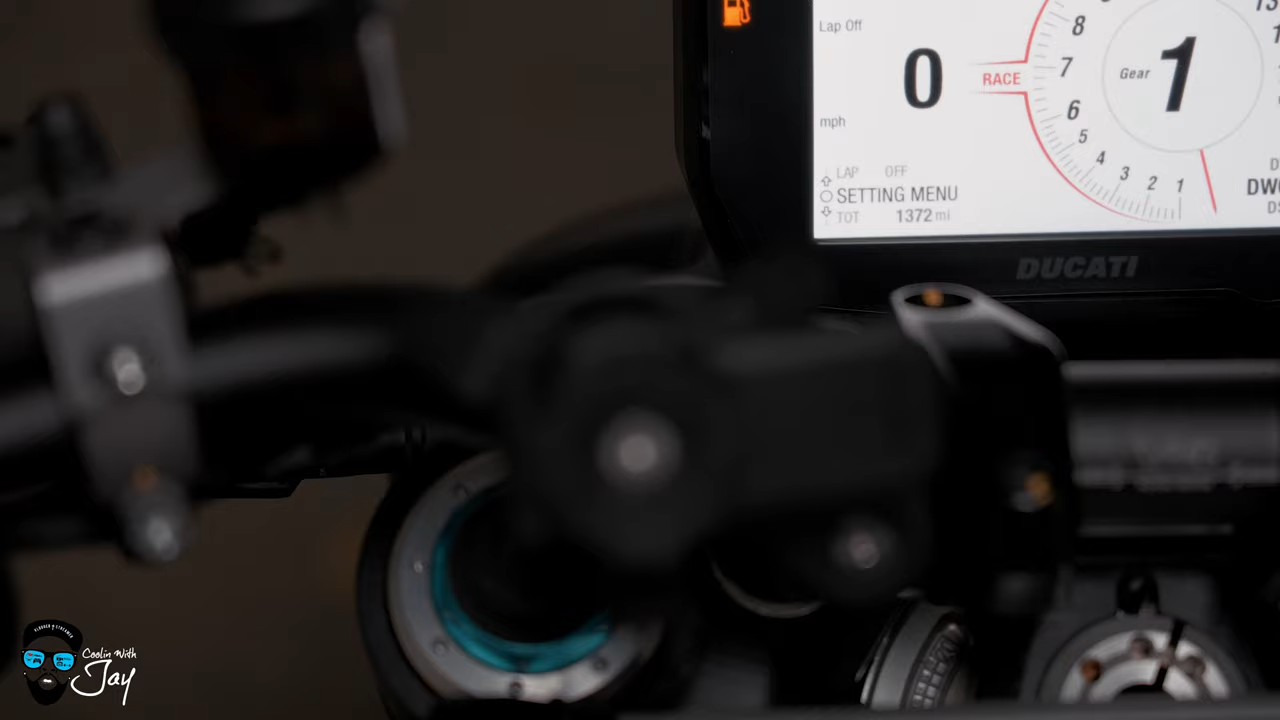 Lap Off
0
mph
RACE
8
7
6
5
4
3
2
1
Gear 1
LAP OFF
SETTING MENU
TOT 1372 mi
DUCATI
Coolin With
Jay